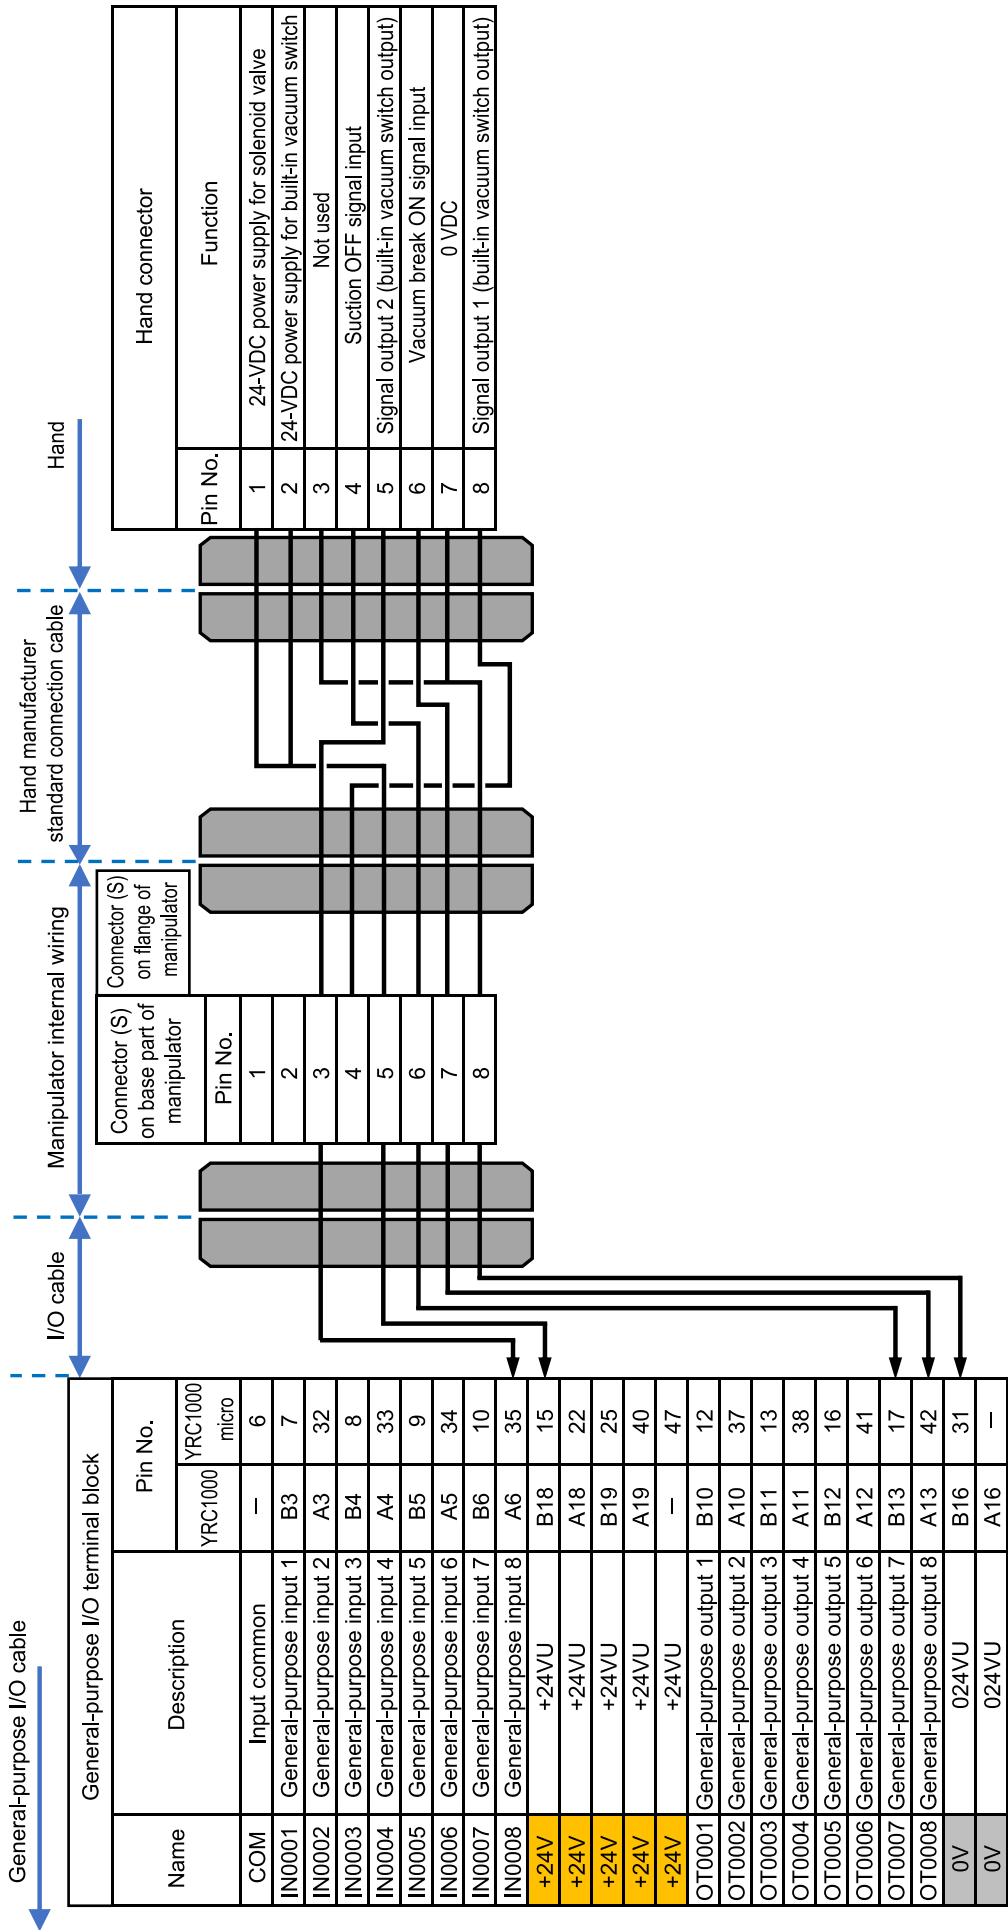 General-purpose I/O cable
I/O cable
Manipulator internal wiring
Hand manufacturer
standard connection cable
Hand
General-purpose I/O terminal block
Name
Description
Pin No.
YRC1000
YRC1000
micro
COM Input common — 6
IN0001 General-purpose input 1 B3 7
IN0002 General-purpose input 2 A3 32
IN0003 General-purpose input 3 B4 8
IN0004 General-purpose input 4 A4 33
IN0005 General-purpose input 5 B5 9
IN0006 General-purpose input 6 A5 34
IN0007 General-purpose input 7 B6 10
IN0008 General-purpose input 8 A6 35
+24V +24VU B18 15
+24V +24VU A18 22
+24V +24VU B19 25
+24V +24VU A19 40
+24V +24VU — 47
OT0001 General-purpose output 1 B10 12
OT0002 General-purpose output 2 A10 37
OT0003 General-purpose output 3 B11 13
OT0004 General-purpose output 4 A11 38
OT0005 General-purpose output 5 B12 16
OT0006 General-purpose output 6 A12 41
OT0007 General-purpose output 7 B13 17
OT0008 General-purpose output 8 A13 42
0V 024VU B16 31
0V 024VU A16 —
Connector (S)
on base part of
manipulator
Pin No.
1
2
3
4
5
6
7
8
Connector (S)
on flange of
manipulator
Hand connector
Pin No. Function
1 24-VDC power supply for solenoid valve
2 24-VDC power supply for built-in vacuum switch
3 Not used
4 Suction OFF signal input
5 Signal output 2 (built-in vacuum switch output)
6 Vacuum break ON signal input
7 0 VDC
8 Signal output 1 (built-in vacuum switch output)